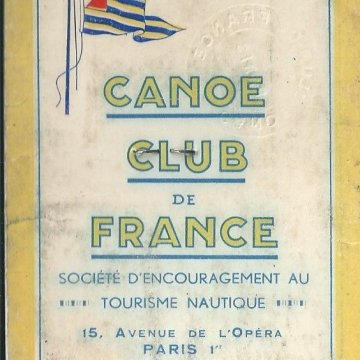 CANOE
CLUB
DE
FRANCE
SOCIÉTÉ D'ENCOURAGEMENT AU
TOURISME NAUTIQUE
15, AVENUE DE L'OPÉRA
PARIS 1er